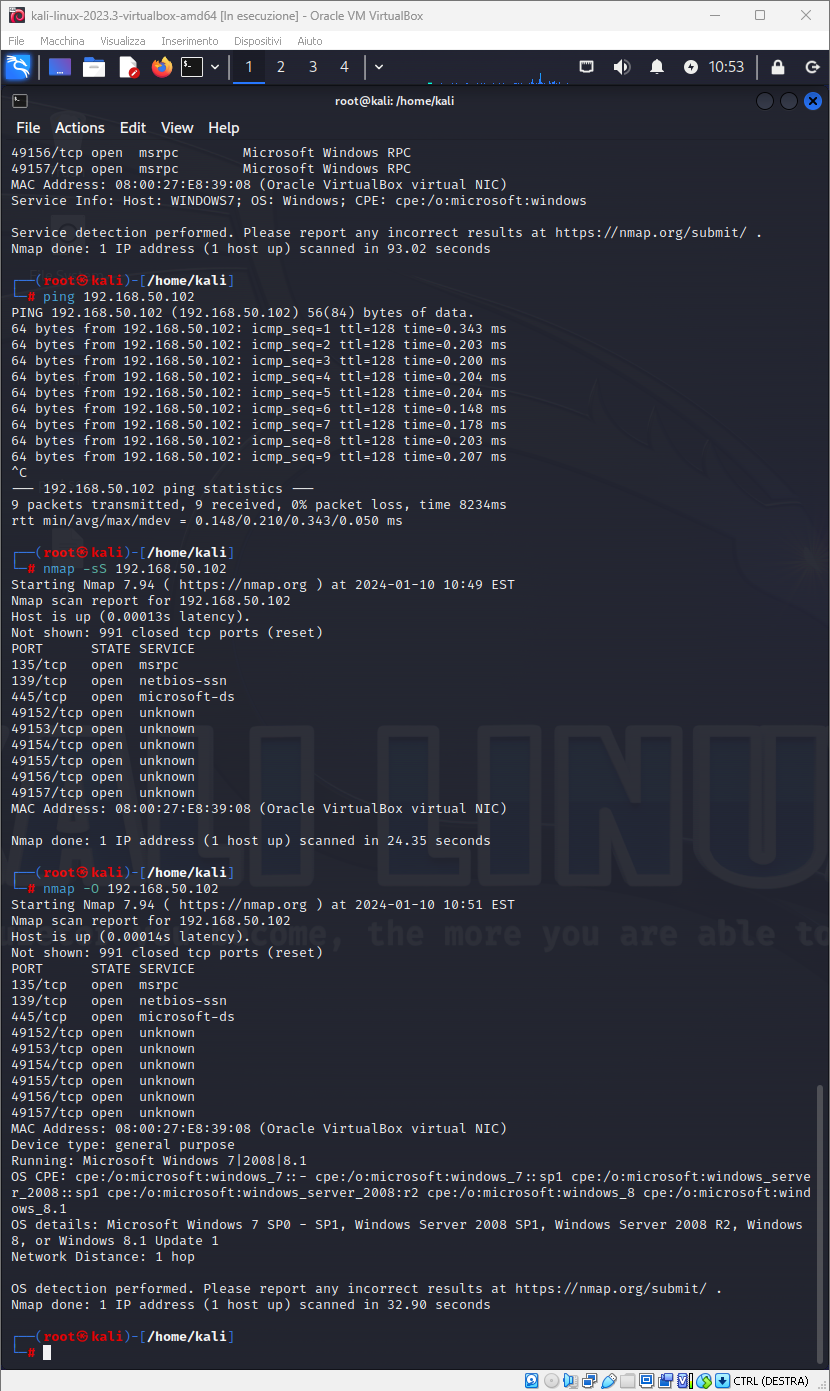 kali-linux-2023.3-virtualbox-amd64 [In esecuzione] - Oracle VM VirtualBox
File Macchina Visualizza Inserimento Dispositivi Aiuto
1 2 3 4 10:53
root@kali: /home/kali
File Actions Edit View Help
49156/tcp open  msrpc        Microsoft Windows RPC
49157/tcp open  msrpc        Microsoft Windows RPC
MAC Address: 08:00:27:E8:39:08 (Oracle VirtualBox virtual NIC)
Service Info: Host: WINDOWS7; OS: Windows; CPE: cpe:/o:microsoft:windows
Service detection performed. Please report any incorrect results at https://nmap.org/submit/ .
Nmap done: 1 IP address (1 host up) scanned in 93.02 seconds
┌──(root㉿kali)-[/home/kali]
└─# ping 192.168.50.102
PING 192.168.50.102 (192.168.50.102) 56(84) bytes of data.
64 bytes from 192.168.50.102: icmp_seq=1 ttl=128 time=0.343 ms
64 bytes from 192.168.50.102: icmp_seq=2 ttl=128 time=0.203 ms
64 bytes from 192.168.50.102: icmp_seq=3 ttl=128 time=0.200 ms
64 bytes from 192.168.50.102: icmp_seq=4 ttl=128 time=0.204 ms
64 bytes from 192.168.50.102: icmp_seq=5 ttl=128 time=0.204 ms
64 bytes from 192.168.50.102: icmp_seq=6 ttl=128 time=0.148 ms
64 bytes from 192.168.50.102: icmp_seq=7 ttl=128 time=0.178 ms
64 bytes from 192.168.50.102: icmp_seq=8 ttl=128 time=0.203 ms
64 bytes from 192.168.50.102: icmp_seq=9 ttl=128 time=0.207 ms
^C
--- 192.168.50.102 ping statistics ---
9 packets transmitted, 9 received, 0% packet loss, time 8234ms
rtt min/avg/max/mdev = 0.148/0.210/0.343/0.050 ms
┌──(root㉿kali)-[/home/kali]
└─# nmap -sS 192.168.50.102
Starting Nmap 7.94 ( https://nmap.org ) at 2024-01-10 10:49 EST
Nmap scan report for 192.168.50.102
Host is up (0.00013s latency).
Not shown: 991 closed tcp ports (reset)
PORT      STATE SERVICE
135/tcp   open  msrpc
139/tcp   open  netbios-ssn
445/tcp   open  microsoft-ds
49152/tcp open  unknown
49153/tcp open  unknown
49154/tcp open  unknown
49155/tcp open  unknown
49156/tcp open  unknown
49157/tcp open  unknown
MAC Address: 08:00:27:E8:39:08 (Oracle VirtualBox virtual NIC)
Nmap done: 1 IP address (1 host up) scanned in 24.35 seconds
┌──(root㉿kali)-[/home/kali]
└─# nmap -O 192.168.50.102
Starting Nmap 7.94 ( https://nmap.org ) at 2024-01-10 10:51 EST
Nmap scan report for 192.168.50.102
Host is up (0.00014s latency).
Not shown: 991 closed tcp ports (reset)
PORT      STATE SERVICE
135/tcp   open  msrpc
139/tcp   open  netbios-ssn
445/tcp   open  microsoft-ds
49152/tcp open  unknown
49153/tcp open  unknown
49154/tcp open  unknown
49155/tcp open  unknown
49156/tcp open  unknown
49157/tcp open  unknown
MAC Address: 08:00:27:E8:39:08 (Oracle VirtualBox virtual NIC)
Device type: general purpose
Running: Microsoft Windows 7|2008|8.1
OS CPE: cpe:/o:microsoft:windows_7::- cpe:/o:microsoft:windows_7::sp1 cpe:/o:microsoft:windows_serve
r_2008::sp1 cpe:/o:microsoft:windows_server_2008:r2 cpe:/o:microsoft:windows_8 cpe:/o:microsoft:wind
ows_8.1
OS details: Microsoft Windows 7 SP0 - SP1, Windows Server 2008 SP1, Windows Server 2008 R2, Windows
8, or Windows 8.1 Update 1
Network Distance: 1 hop
OS detection performed. Please report any incorrect results at https://nmap.org/submit/ .
Nmap done: 1 IP address (1 host up) scanned in 32.90 seconds
┌──(root㉿kali)-[/home/kali]
└─#
KALI LINU
ome, the more you are able to
CTRL (DESTRA)